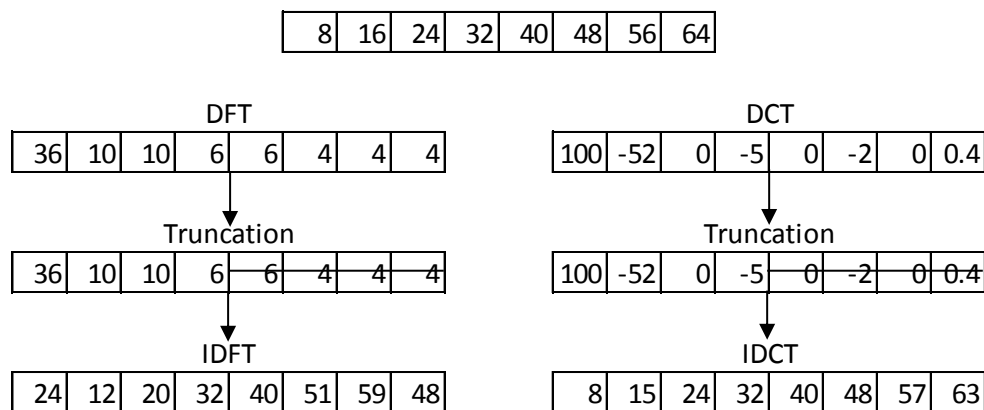 8 16 24 32 40 48 56 64
DFT DCT
36 10 10 6 6 4 4 4 100 -52 0 -5 0 -2 0 0.4
Truncation Truncation
36 10 10 6 6 4 4 4 100 -52 0 -5 0 -2 0 0.4
IDFT IDCT
24 12 20 32 40 51 59 48 8 15 24 32 40 48 57 63